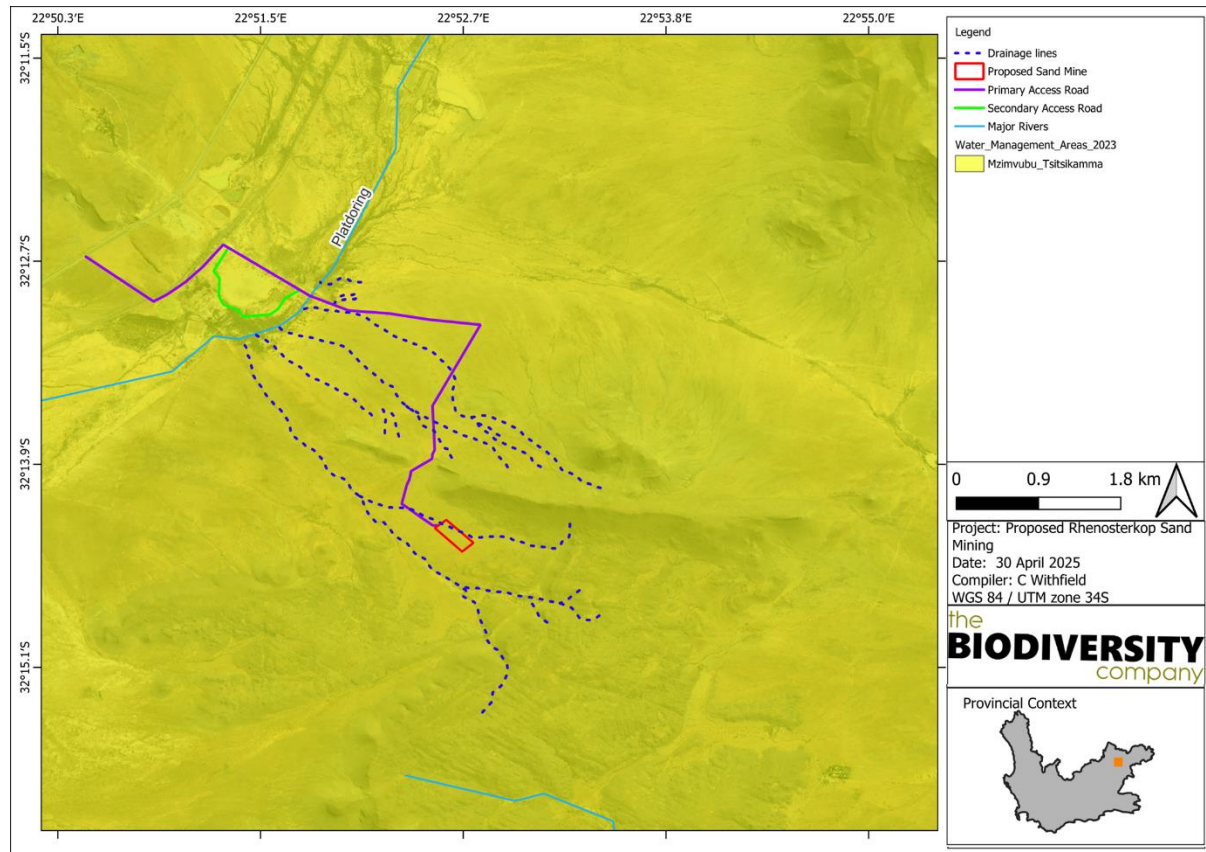 22°50.3'E 22°51.5'E 22°52.7'E 22°53.8'E 22°55.0'E
32°11.5'S
32°12.7'S
32°13.9'S
32°15.1'S
Platdoring
Legend
Drainage lines
Proposed Sand Mine
Primary Access Road
Secondary Access Road
Major Rivers
Water_Management_Areas_2023
Mzimvubu_Tsitsikamma
0 0.9 1.8 km
Project: Proposed Rhenosterkop Sand
Mining
Date: 30 April 2025
Compiler: C Withfield
WGS 84 / UTM zone 34S
the
BIODIVERSITY
company
Provincial Context